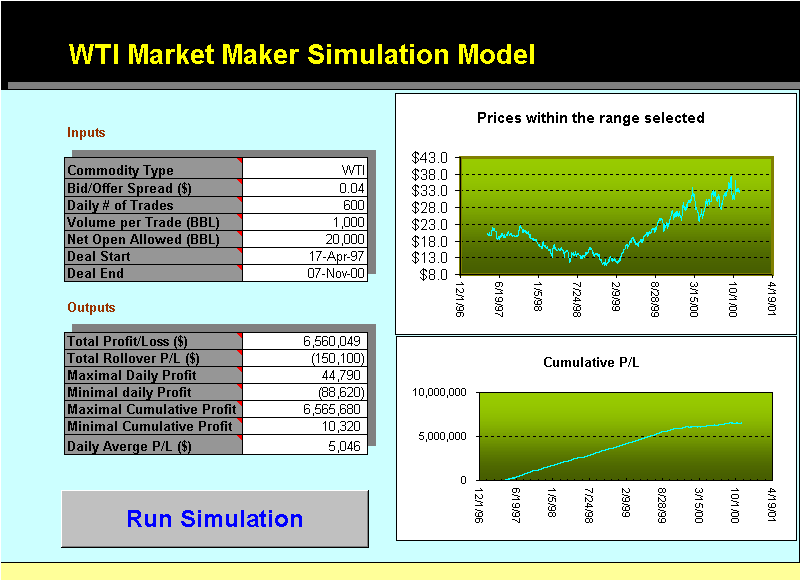 WTI Market Maker Simulation Model
Inputs
Commodity Type WTI
Bid/Offer Spread ($) 0.04
Daily # of Trades 600
Volume per Trade (BBL) 1,000
Net Open Allowed (BBL) 20,000
Deal Start 17-Apr-97
Deal End 07-Nov-00
Outputs
Total Profit/Loss ($) 6,560,049
Total Rollover P/L ($) (150,100)
Maximal Daily Profit 44,790
Minimal daily Profit (88,620)
Maximal Cumulative Profit 6,565,680
Minimal Cumulative Profit 10,320
Daily Averge P/L ($) 5,046
Run Simulation
Prices within the range selected
$43.0
$38.0
$33.0
$28.0
$23.0
$18.0
$13.0
$8.0
12/1/96 6/19/97 1/5/98 7/24/98 2/9/99 8/28/99 3/15/00 10/1/00 4/19/01
Cumulative P/L
10,000,000
5,000,000
0
12/1/96 6/19/97 1/5/98 7/24/98 2/9/99 8/28/99 3/15/00 10/1/00 4/19/01